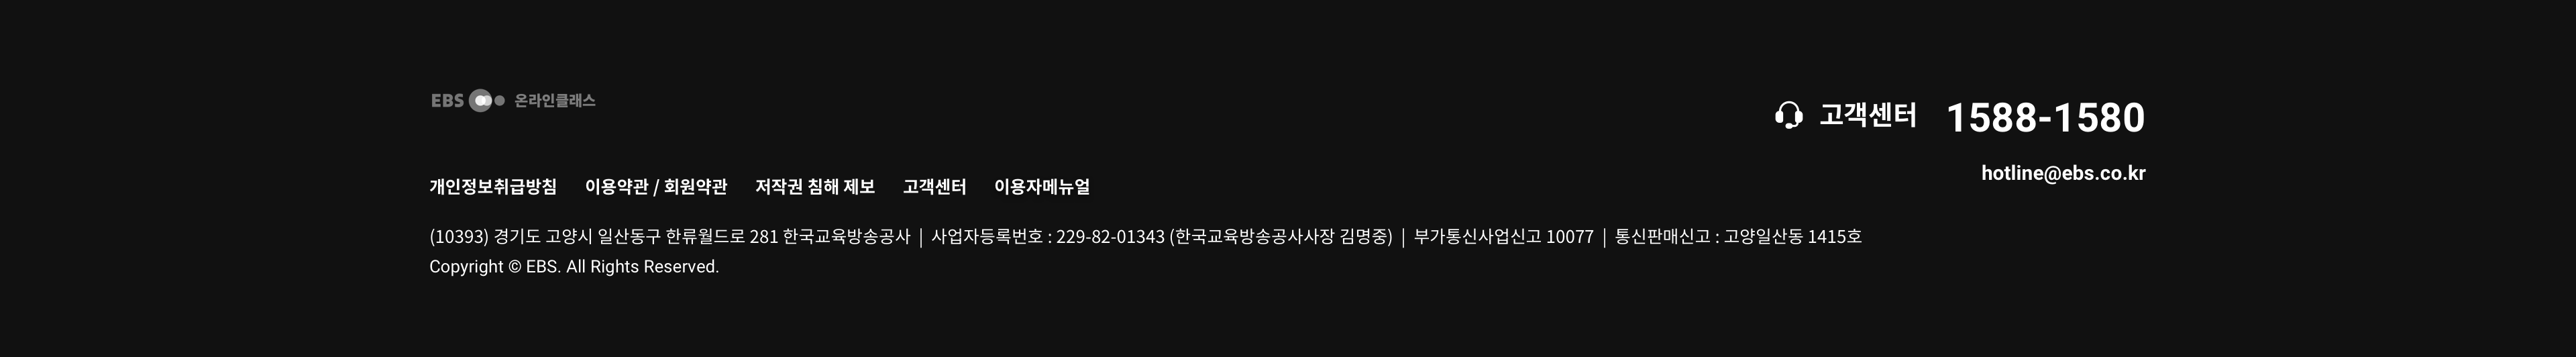 EBS 온라인클래스
고객센터 1588-1580
hotline@ebs.co.kr
개인정보취급방침 이용약관 / 회원약관 저작권 침해 제보 고객센터 이용자메뉴얼
(10393) 경기도 고양시 일산동구 한류월드로 281 한국교육방송공사 | 사업자등록번호 : 229-82-01343 (한국교육방송공사사장 김명중) | 부가통신사업신고 10077 | 통신판매신고 : 고양일산동 1415호
Copyright © EBS. All Rights Reserved.